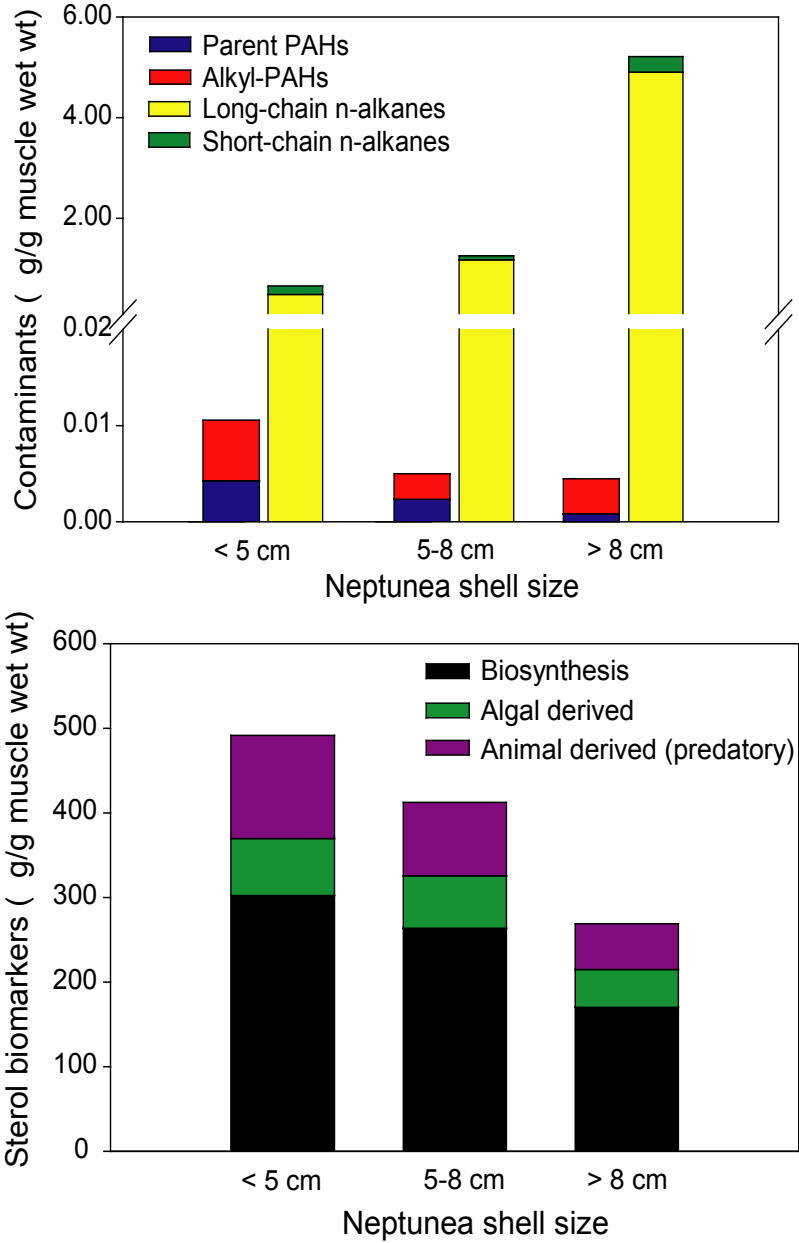 6.00
4.00
2.00
0.02
0.01
0.00
Contaminants ( g/g muscle wet wt)
Parent PAHs
Alkyl-PAHs
Long-chain n-alkanes
Short-chain n-alkanes
< 5 cm
5-8 cm
> 8 cm
Neptunea shell size
600
500
400
300
200
100
0
Sterol biomarkers ( g/g muscle wet wt)
Biosynthesis
Algal derived
Animal derived (predatory)
< 5 cm
5-8 cm
> 8 cm
Neptunea shell size